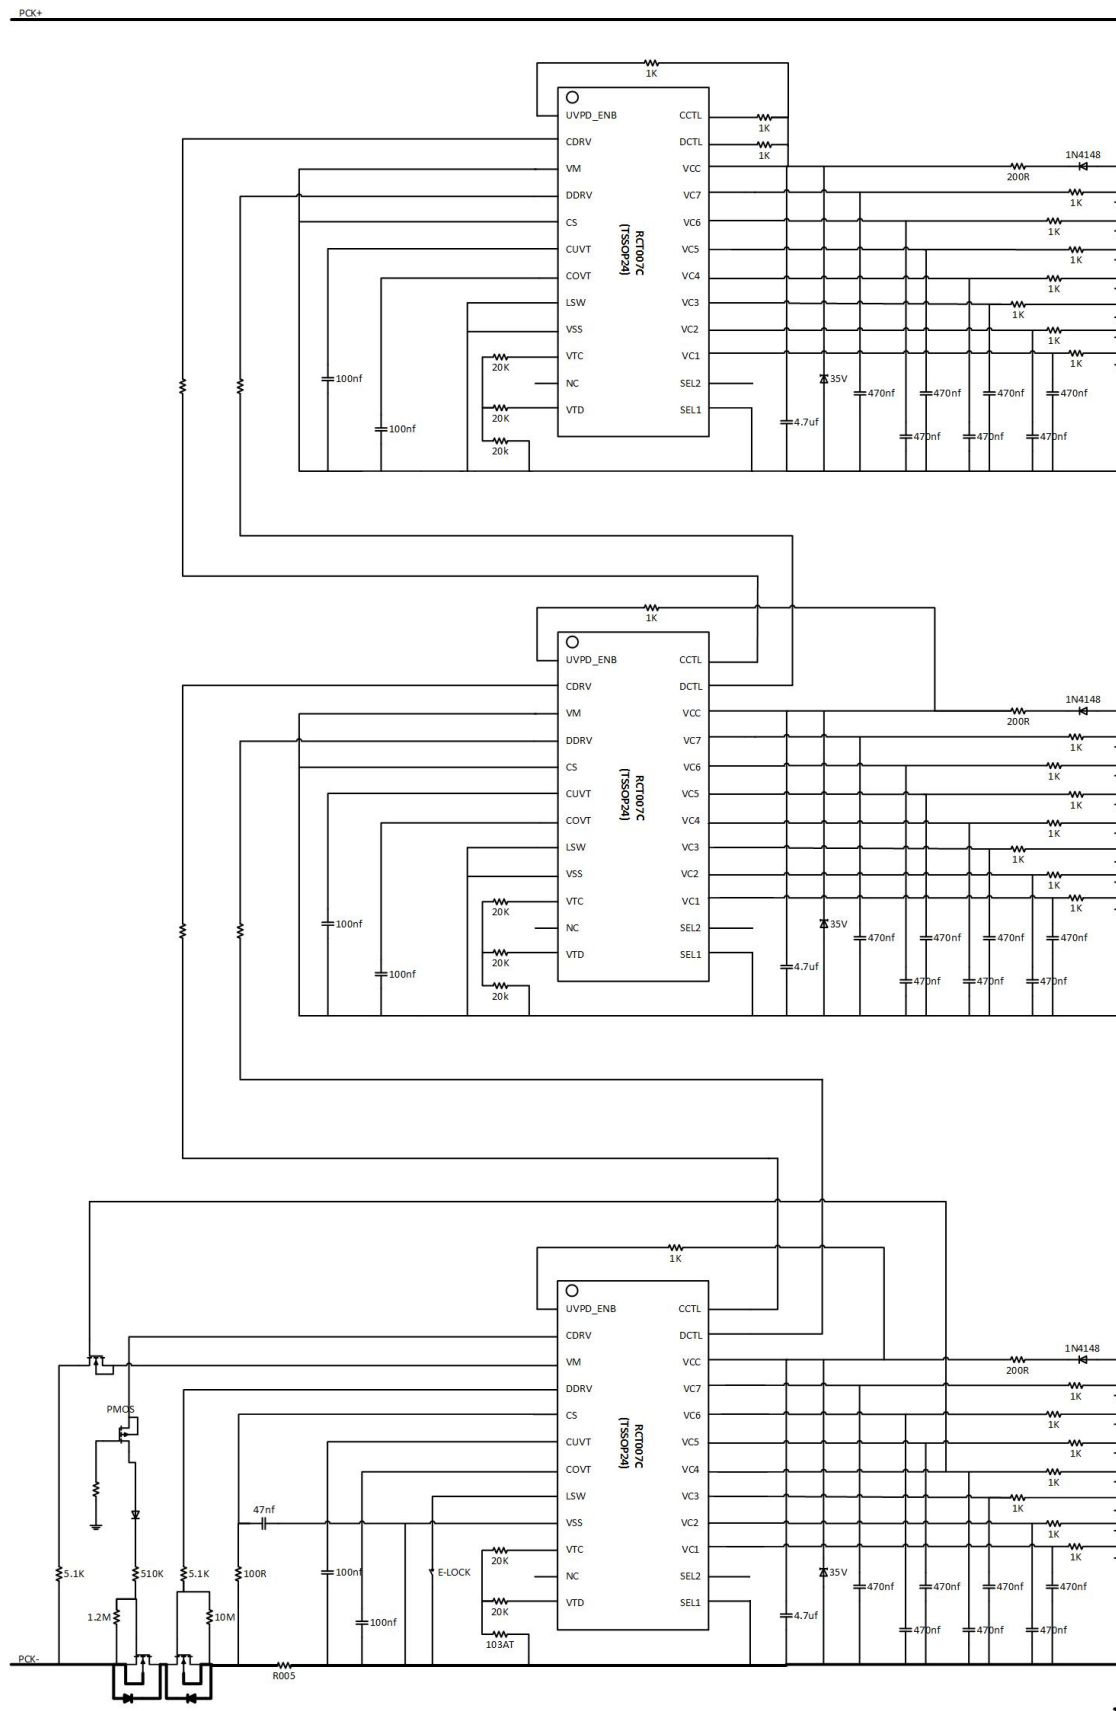 PCK+
1K
UVPD_ENB CCTL
1K
CDRV DCTL
1K
1N4148
VM VCC
200R
DDRV VC7
1K
CS VC6
1K
RCT007C
(TSSOP24)
CUVT VC5
1K
COVT VC4
1K
LSW VC3
1K
VSS VC2
1K
VTC VC1
20K
1K
100nf
NC SEL2
35V
470nf 470nf 470nf 470nf
VTD SEL1
20K
4.7uf
100nf
470nf 470nf 470nf
20k
1K
UVPD_ENB CCTL
CDRV DCTL
1N4148
VM VCC
200R
DDRV VC7
1K
CS VC6
1K
RCT007C
(TSSOP24)
CUVT VC5
1K
COVT VC4
1K
LSW VC3
1K
VSS VC2
1K
VTC VC1
20K
1K
100nf
NC SEL2
35V
470nf 470nf 470nf 470nf
VTD SEL1
20K
4.7uf
100nf
470nf 470nf 470nf
20k
1K
UVPD_ENB CCTL
CDRV DCTL
1N4148
VM VCC
200R
DDRV VC7
1K
PMOS
CS VC6
1K
RCT007C
(TSSOP24)
CUVT VC5
1K
COVT VC4
1K
LSW VC3
1K
47nf
VSS VC2
1K
VTC VC1
20K
1K
5.1K 510K 5.1K 100R 100nf E-LOCK
NC SEL2
35V
470nf 470nf 470nf 470nf
VTD SEL1
20K
1.2M 10M
4.7uf
100nf
470nf 470nf 470nf
103AT
PCK-
R005